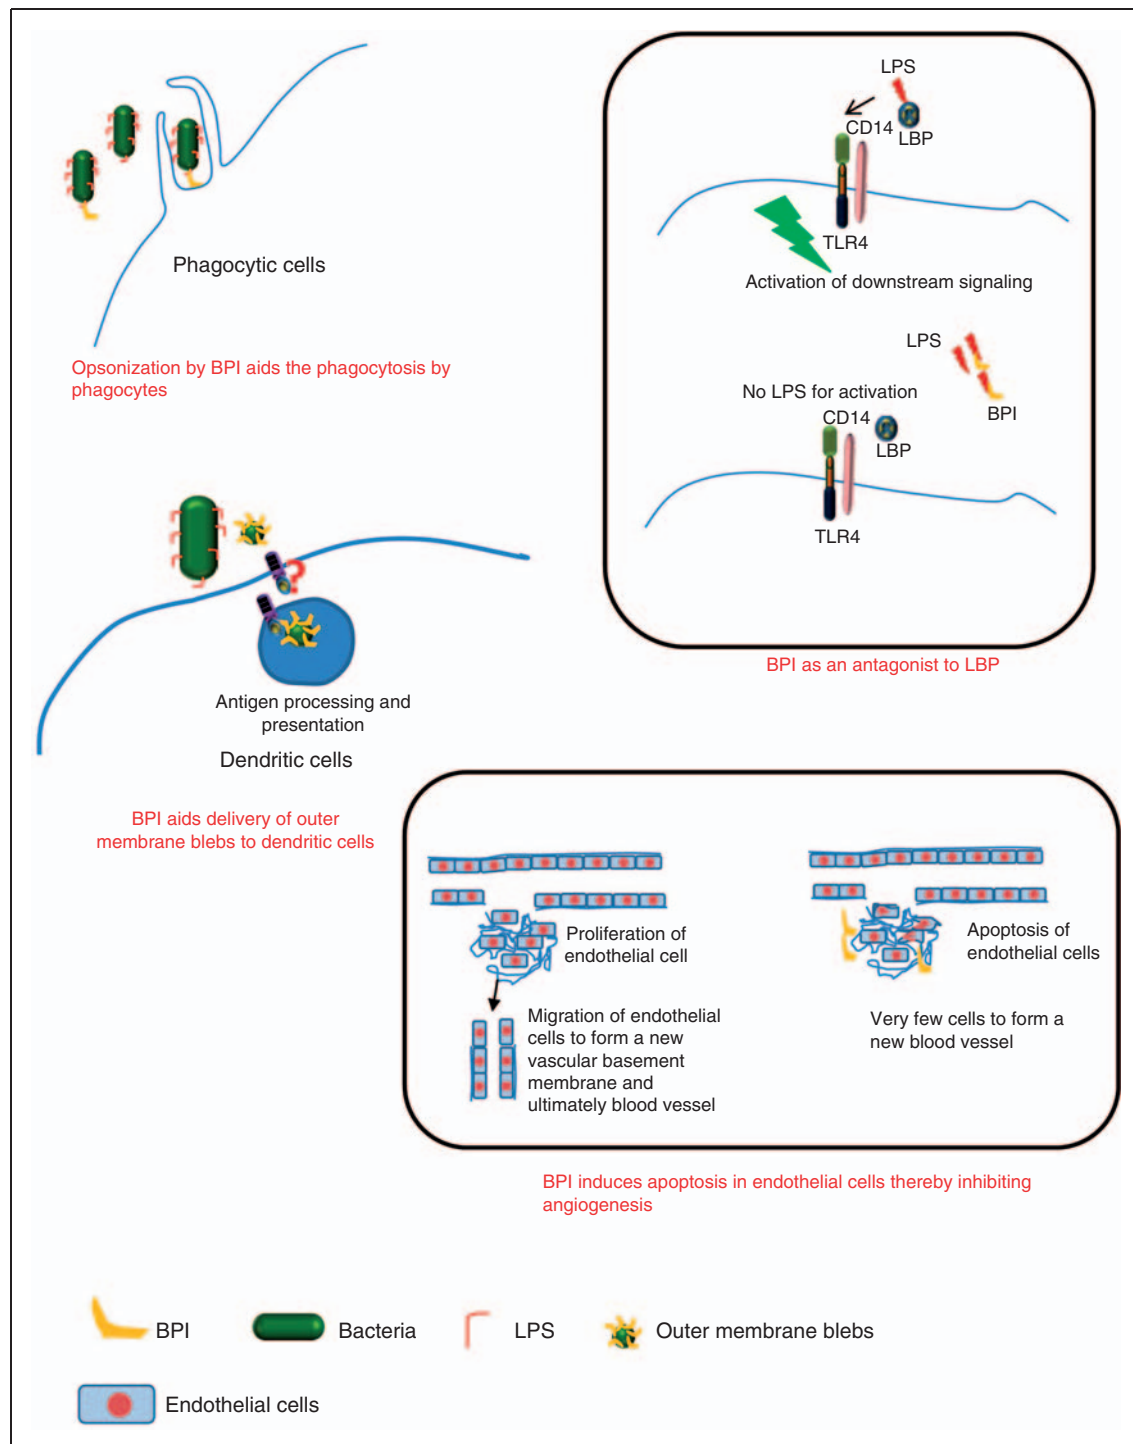 Phagocytic cells
Opsonization by BPI aids the phagocytosis by
phagocytes
LPS
CD14
LBP
TLR4
Activation of downstream signaling
LPS
No LPS for activation
BPI
CD14
LBP
TLR4
BPI as an antagonist to LBP
?
Antigen processing and
presentation
Dendritic cells
BPI aids delivery of outer
membrane blebs to dendritic cells
Proliferation of
endothelial cell
Migration of endothelial
cells to form a new
vascular basement
membrane and
ultimately blood vessel
Apoptosis of
endothelial cells
Very few cells to form a
new blood vessel
BPI induces apoptosis in endothelial cells thereby inhibiting
angiogenesis
BPI
Bacteria
LPS
Outer membrane blebs
Endothelial cells